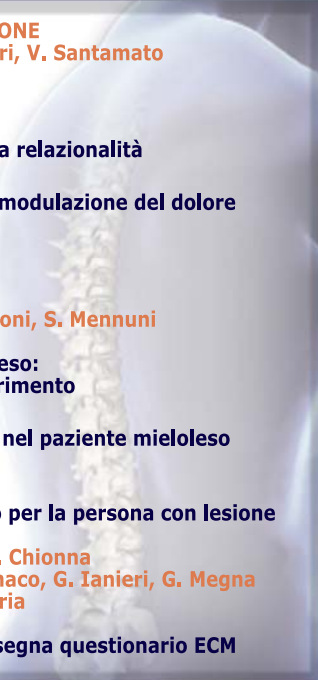 ONE
ri, V. Santamato
a relazionalità
modulazione del dolore
oni, S. Mennuni
eso:
rimento
nel paziente mieloleso
o per la persona con lesione
. Chionna
naco, G. Ianieri, G. Megna
ria
segna questionario ECM